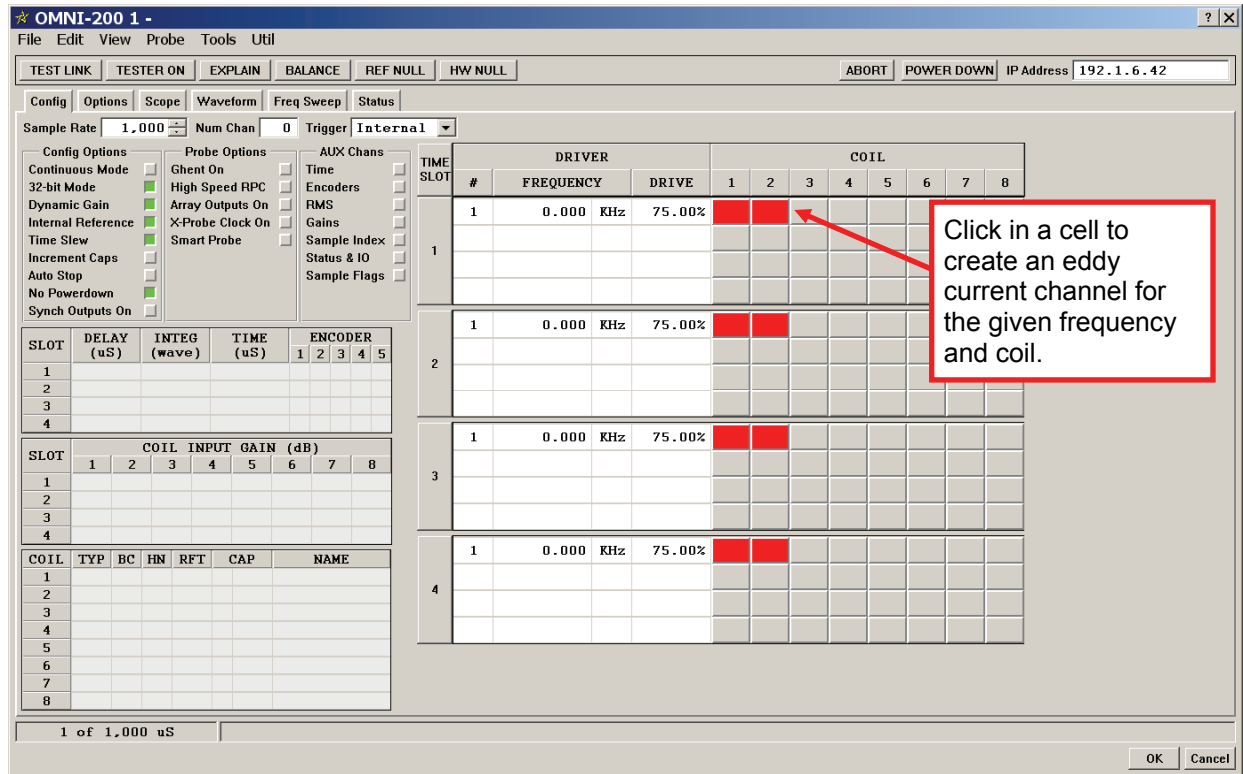 OMNI-200 1 -
? X
File Edit View Probe Tools Util
TEST LINK TESTER ON EXPLAIN BALANCE REF NULL HW NULL ABORT POWER DOWN IP Address 192.1.6.42
Config Options Scope Waveform Freq Sweep Status
Sample Rate 1,000 Num Chan 0 Trigger Internal
Config Options
Continuous Mode
32-bit Mode
Dynamic Gain
Internal Reference
Time Slew
Increment Caps
Auto Stop
No Powerdown
Synch Outputs On
Probe Options
Ghent On
High Speed RPC
Array Outputs On
X-Probe Clock On
Smart Probe
AUX Chans
Time
Encoders
RMS
Gains
Sample Index
Status & IO
Sample Flags
SLOT DELAY (uS) INTEG (wave) TIME (uS) ENCODER
1 2 3 4 5
1
2
3
4
SLOT COIL INPUT GAIN (dB)
1 2 3 4 5 6 7 8
1
2
3
4
COIL TYP BC HN RFT CAP NAME
1
2
3
4
5
6
7
8
TIME SLOT DRIVER COIL
# FREQUENCY DRIVE 1 2 3 4 5 6 7 8
1
1 0.000 KHz 75.00%
2
1 0.000 KHz 75.00%
3
1 0.000 KHz 75.00%
4
1 0.000 KHz 75.00%
Click in a cell to
create an eddy
current channel for
the given frequency
and coil.
1 of 1,000 uS
OK Cancel